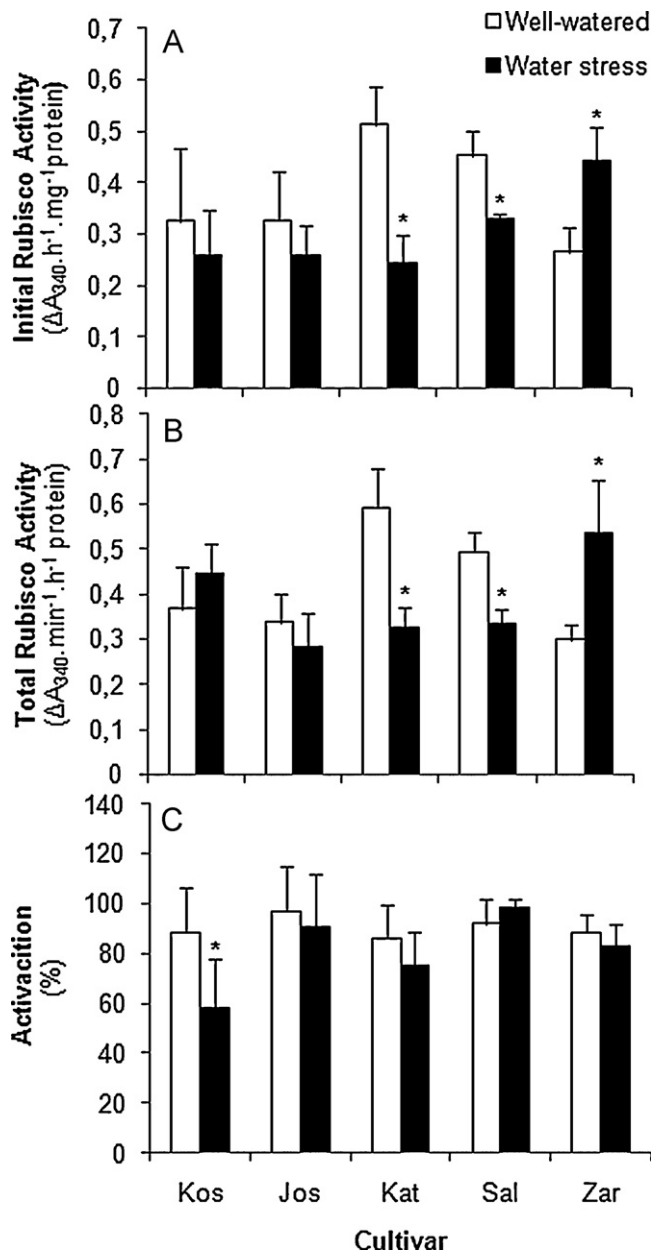 Well-watered
Water stress
A
Initial Rubisco Activity
(ΔA340.h-1.mg-1protein)
0,7
0,6
0,5
0,4
0,3
0,2
0,1
0
*
*
*
B
Total Rubisco Activity
(ΔA340.min-1.h-1 protein)
0,8
0,7
0,6
0,5
0,4
0,3
0,2
0,1
0
*
*
*
C
Activacition
(%)
140
120
100
80
60
40
20
0
*
Kos Jos Kat Sal Zar
Cultivar